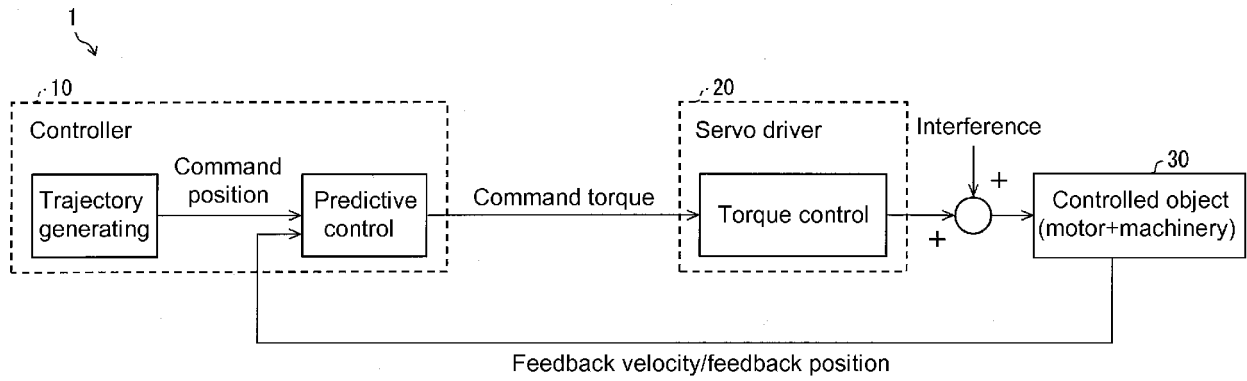 1
10
20
Controller
Servo driver
Interference
30
Command
position
Trajectory
generating
Predictive
control
Command torque
Torque control
+
+
Controlled object
(motor+machinery)
Feedback velocity/feedback position